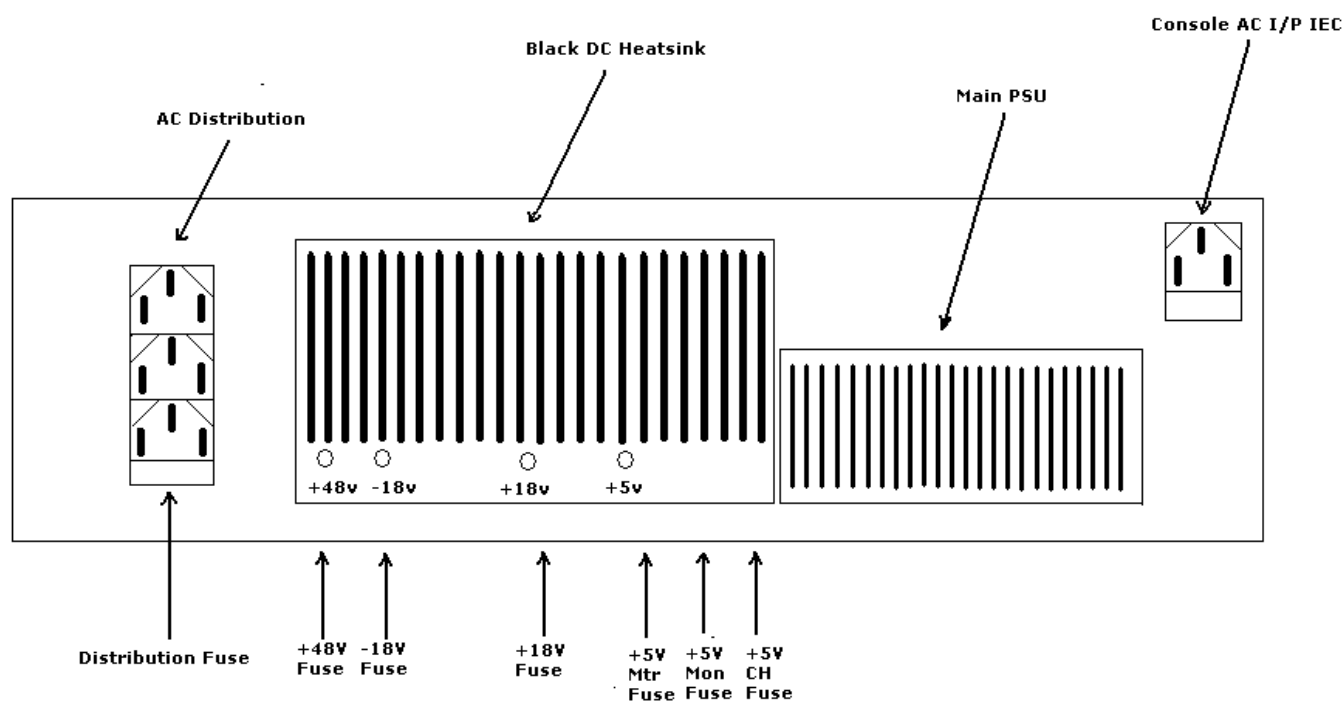 Console AC I/P IEC
Black DC Heatsink
Main PSU
AC Distribution
+48v -18v +18v +5v
Distribution Fuse
+48V
Fuse
-18V
Fuse
+18V
Fuse
+5V
Mtr
Fuse
+5V
Mon
Fuse
+5V
CH
Fuse